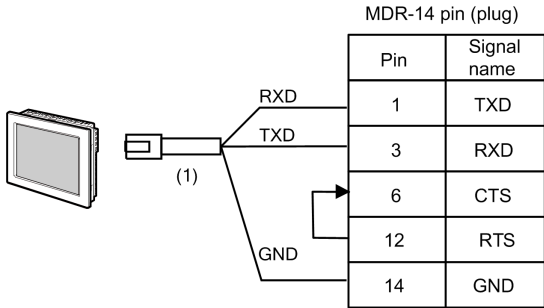 MDR-14 pin (plug)
Pin
Signal
name
RXD
1
TXD
TXD
3
RXD
(1)
6
CTS
12
RTS
GND
14
GND